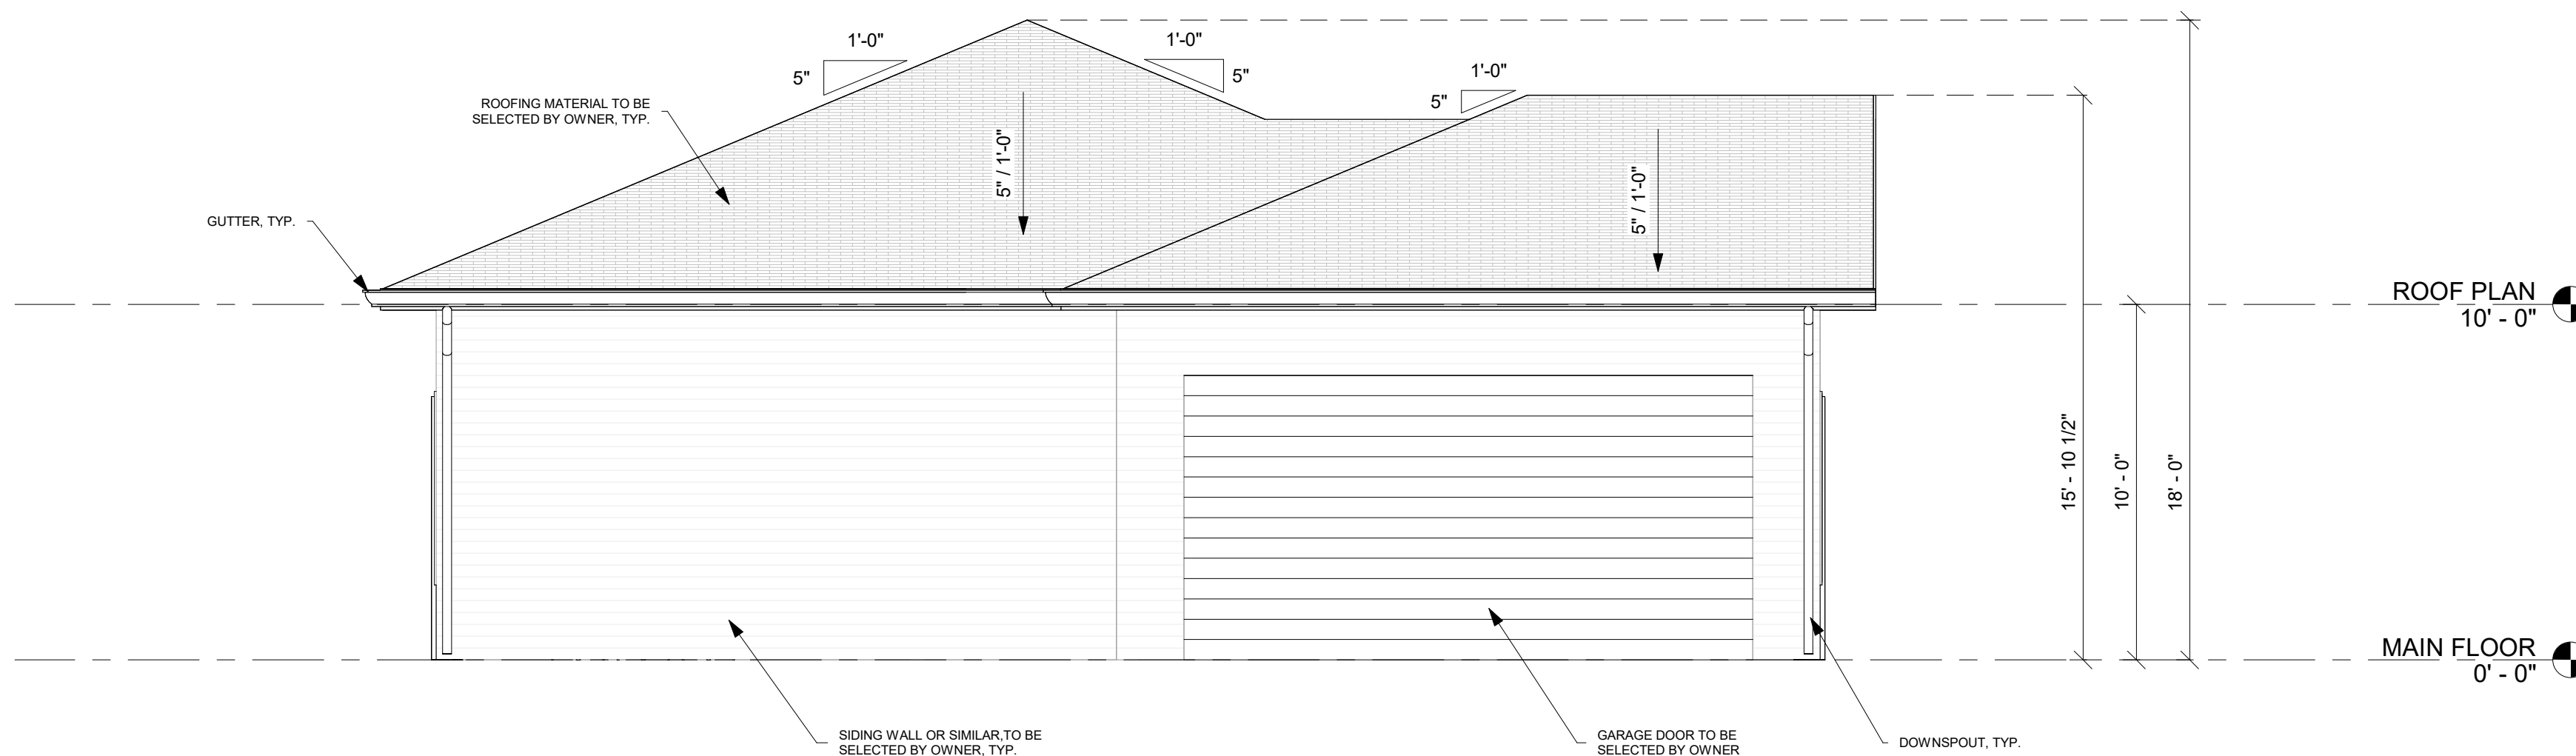 1'-0"
5"
1'-0"
5"
1'-0"
5"
ROOFING MATERIAL TO BE
SELECTED BY OWNER, TYP.
5" / 1'-0"
5" / 1'-0"
GUTTER, TYP.
ROOF PLAN
10' - 0"
15' - 10 1/2"
10' - 0"
18' - 0"
MAIN FLOOR
0' - 0"
SIDING WALL OR SIMILAR,TO BE
SELECTED BY OWNER, TYP.
GARAGE DOOR TO BE
SELECTED BY OWNER
DOWNSPOUT, TYP.